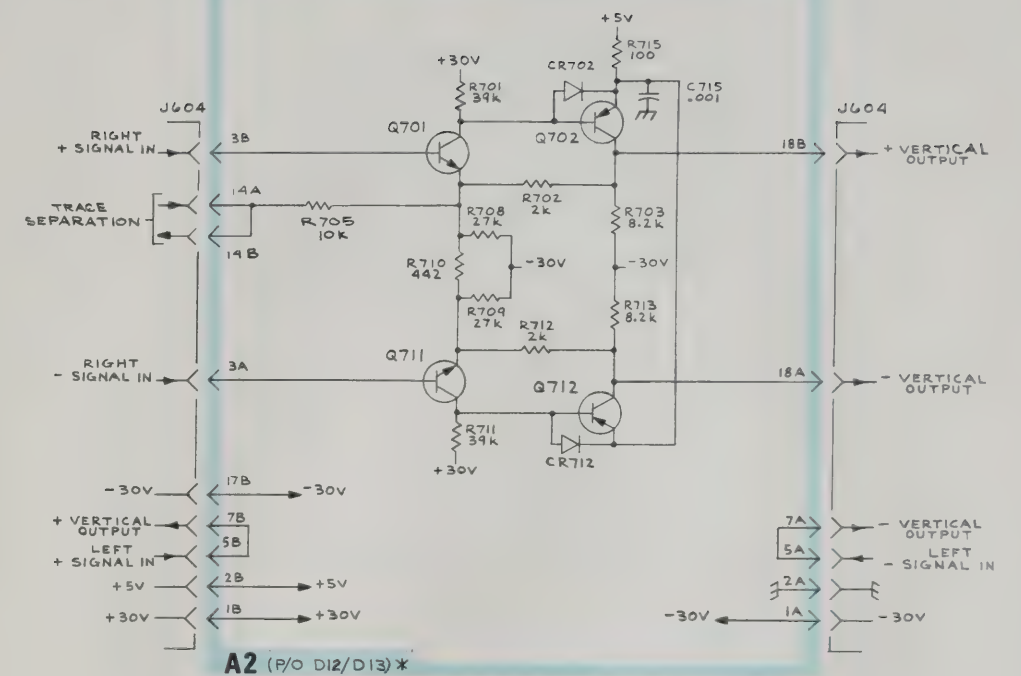 +5V
R715
100
CR702
+30V
R701
39K
C715
.001
J604
J604
Q701
Q702
RIGHT
+ SIGNAL IN
3B
18B
+ VERTICAL
OUTPUT
14A
TRACE
SEPARATION
R705
10K
R702
2K
R708
27K
R703
8.2K
14B
R710
442
-30V
-30V
R709
27K
R713
8.2K
R712
2K
Q711
RIGHT
- SIGNAL IN
3A
Q712
18A
- VERTICAL
OUTPUT
R711
39K
+30V
CR712
-30V
17B
-30V
+ VERTICAL
OUTPUT
7B
7A
- VERTICAL
OUTPUT
LEFT
+ SIGNAL IN
5B
5A
LEFT
- SIGNAL IN
+5V
2B
+5V
2A
+30V
1B
+30V
-30V
1A
-30V
A2 (P/O D12/D13)*